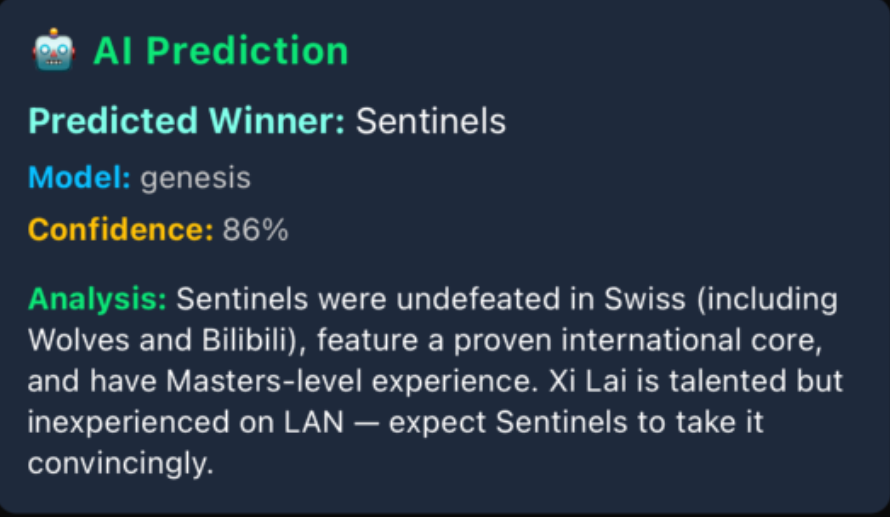 🤖 AI Prediction
Predicted Winner: Sentinels
Model: genesis
Confidence: 86%
Analysis: Sentinels were undefeated in Swiss (including
Wolves and Bilibili), feature a proven international core,
and have Masters-level experience. Xi Lai is talented but
inexperienced on LAN — expect Sentinels to take it
convincingly.